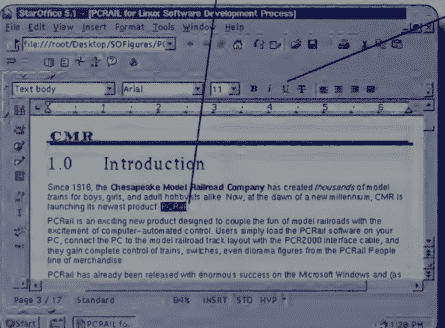 StarOffice 5.1 - [PCRAIL for Linux Software Development Process]
File Edit View Insert Format Tools Window Help
file:///root/Desktop/SOFigures/PC
Text body Arial 11 B i U
1 2 3 4 5 6
CMR
1.0 Introduction
Since 1916, the Chesapeake Model Railroad Company has created thousands of model
trains for boys, girls, and adult hobbyists alike. Now, at the dawn of a new millennium, CMR is
launching its newest product PCRail
PCRail is an exciting new product designed to couple the fun of model railroads with the
excitement of computer-automated control. Users simply load the PCRail software on your
PC, connect the PC to the model railroad track layout with the PCR2000 interface cable, and
they gain complete control of trains, switches, even diorama figures from the PCRail People
line of merchandise
PCRail has already been released with enormous success on the Microsoft Windows and (as
Page 3 / 17 Standard 84% INSRT STD HYP *
Start PCRAIL fo.. 1:28 PM